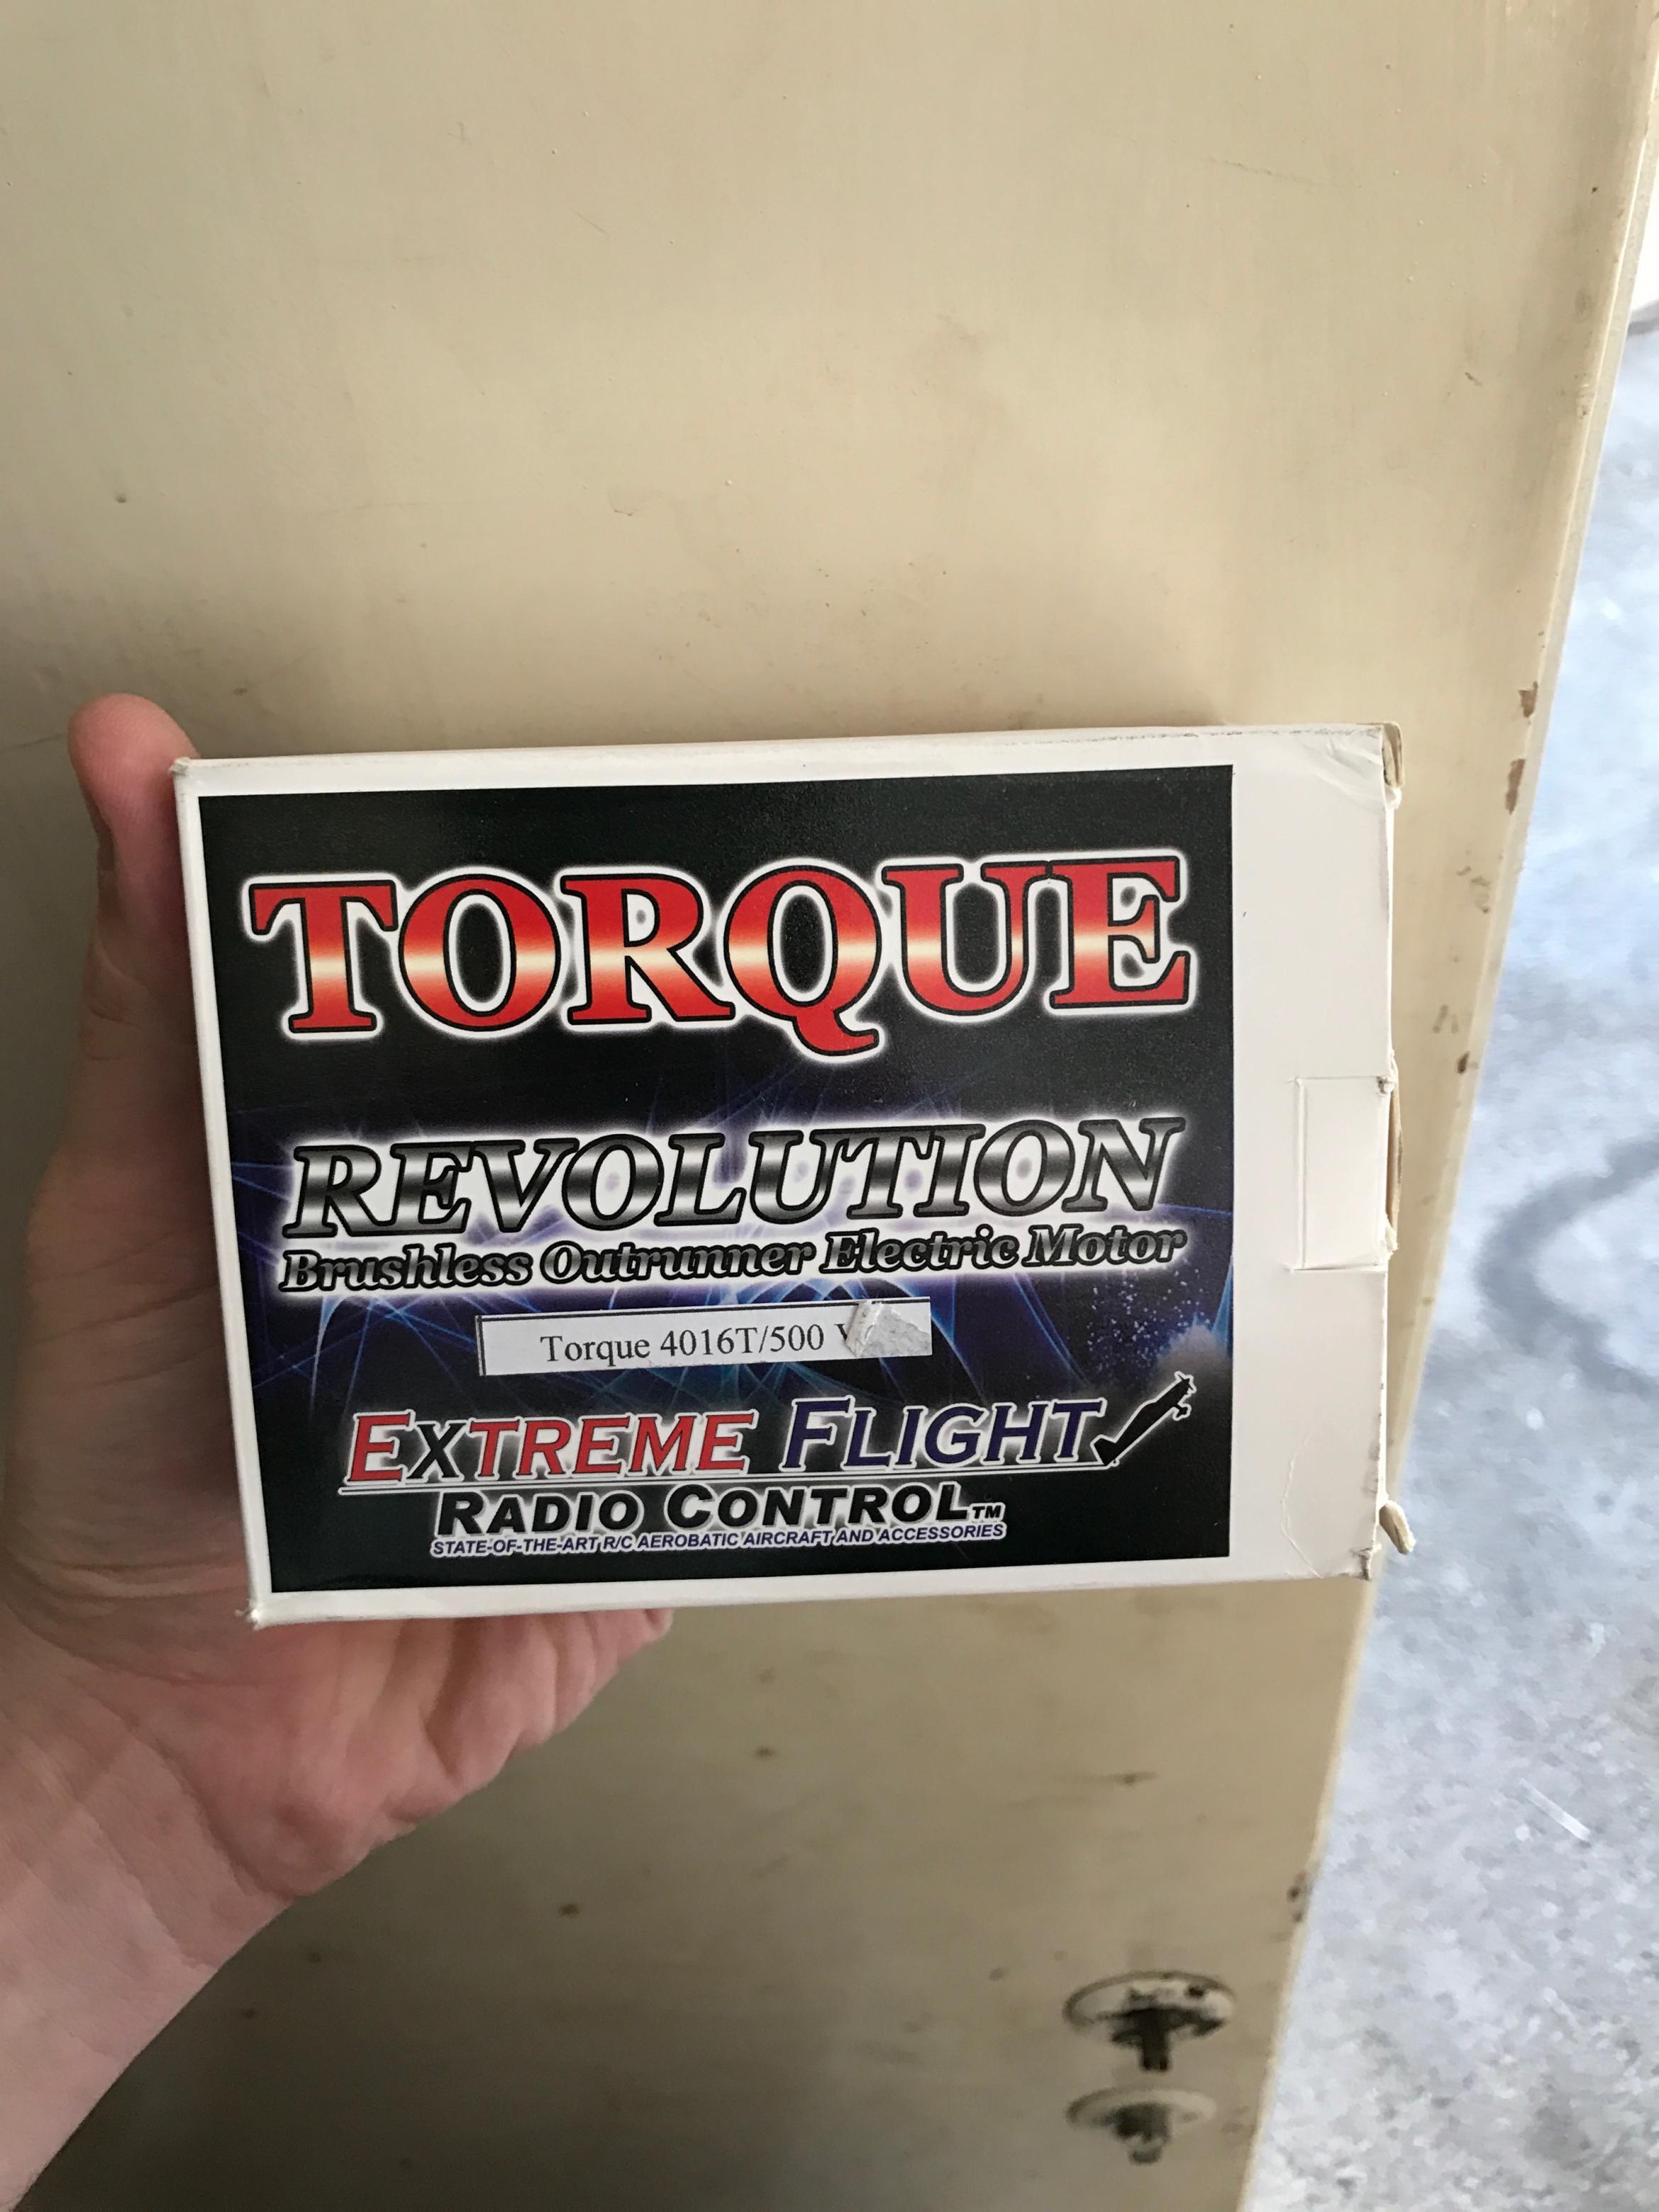 TORQUE
REVOLUTION
Brushless Outrunner Electric Motor
Torque 4016T/500
EXTREME FLIGHT
RADIO CONTROL™
STATE-OF-THE-ART R/C AEROBATIC AIRCRAFT AND ACCESSORIES